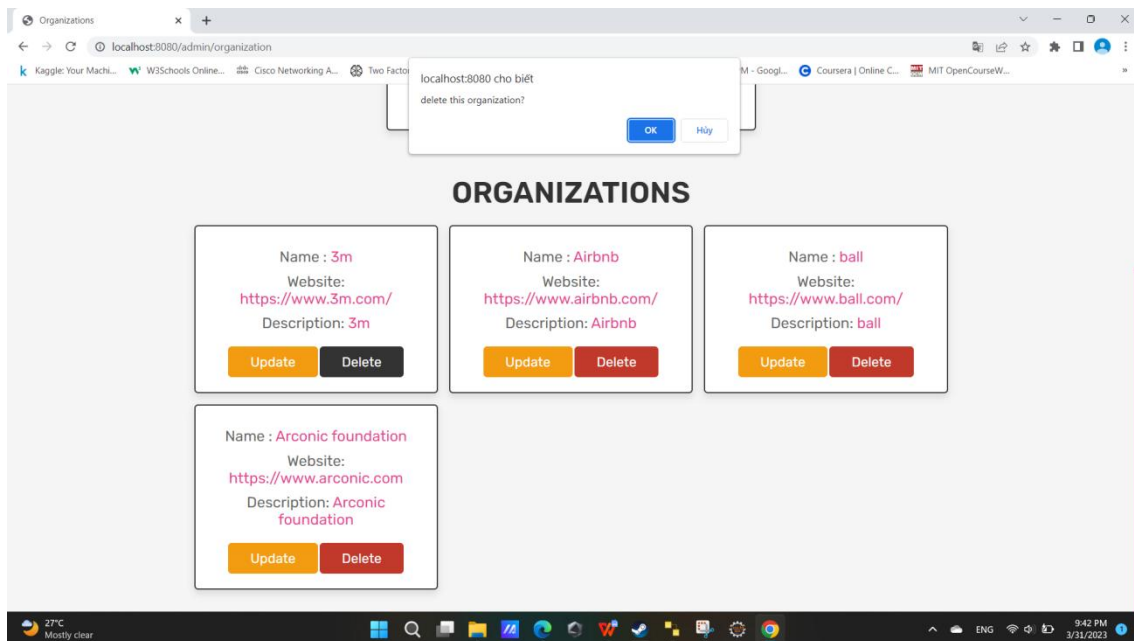 Organizations
localhost:8080/admin/organization
Kaggle: Your Machi...
W3Schools Online...
Cisco Networking A...
Two Facto
M - Googl...
Coursera | Online C...
MIT OpenCourseW...
localhost:8080 cho biết
delete this organization?
OK
Hủy
ORGANIZATIONS
Name : 3m
Website:
https://www.3m.com/
Description: 3m
Update
Delete
Name : Airbnb
Website:
https://www.airbnb.com/
Description: Airbnb
Update
Delete
Name : ball
Website:
https://www.ball.com/
Description: ball
Update
Delete
Name : Arconic foundation
Website:
https://www.arconic.com
Description: Arconic
foundation
Update
Delete
27°C
Mostly clear
ENG
9:42 PM
3/31/2023
1